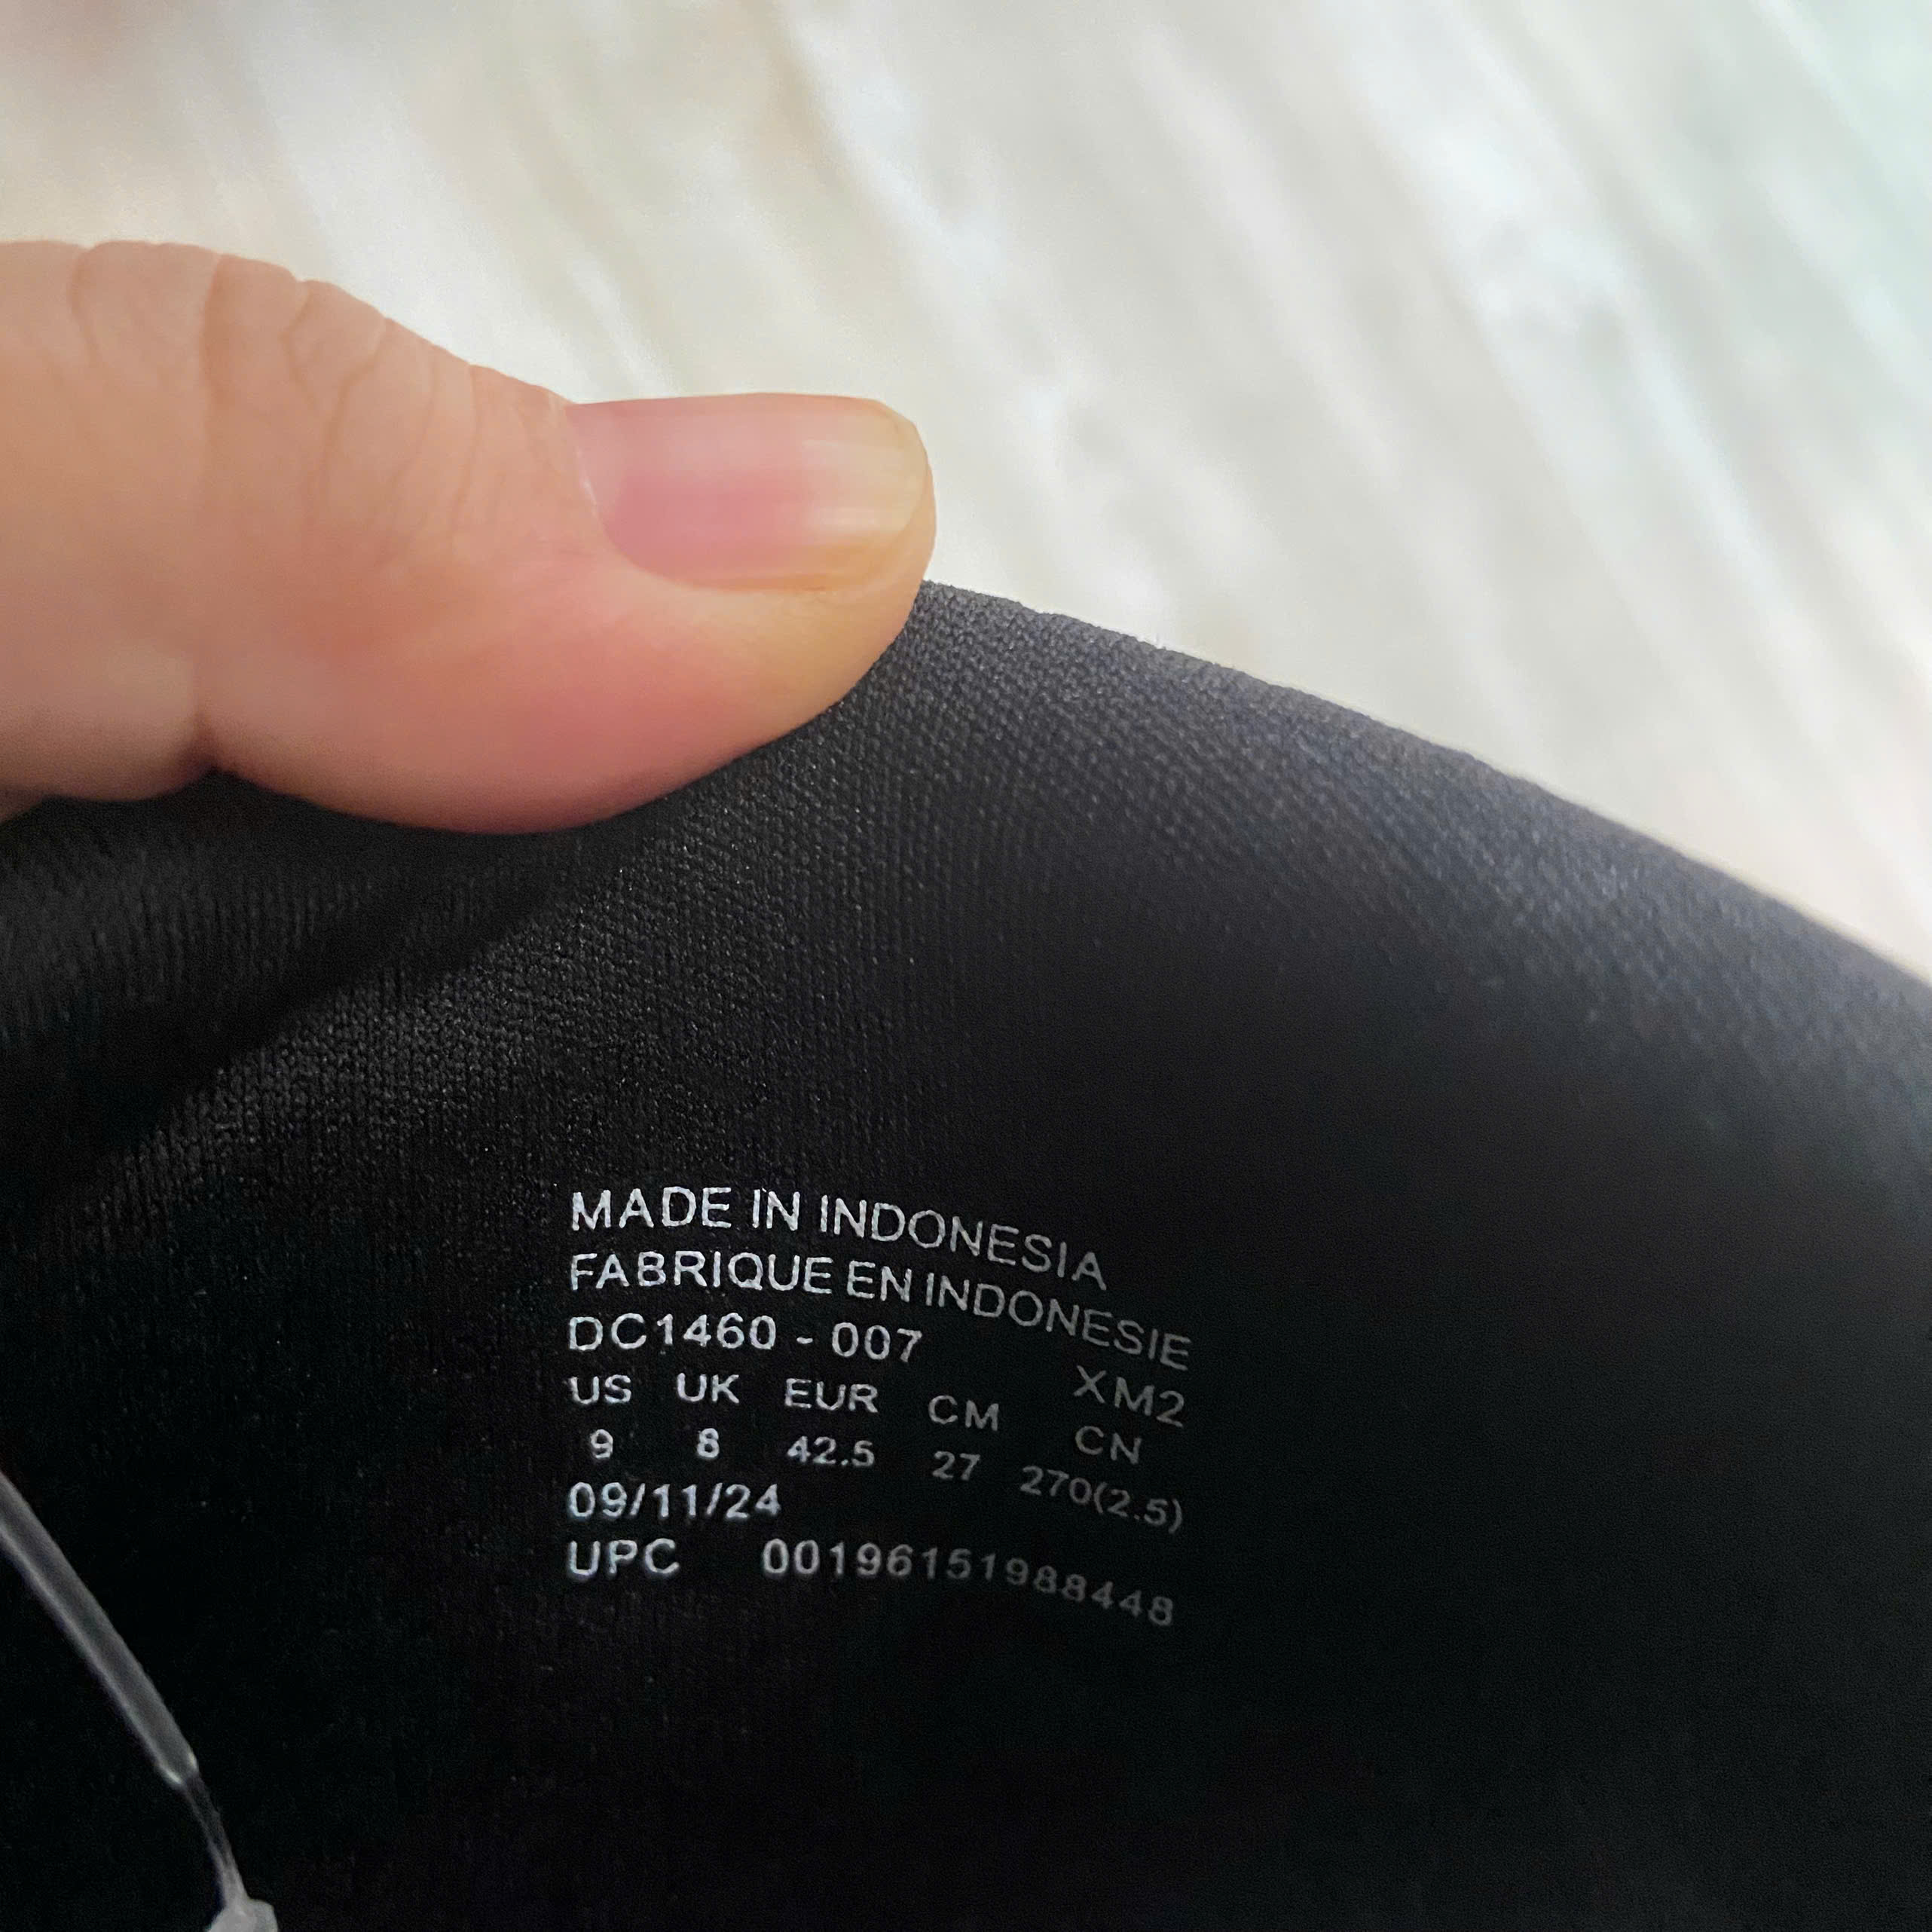 MADE IN INDONESIA
FABRIQUE EN INDONESIE
DC1460 - 007 XM2
US UK EUR CM CN
9 8 42.5 27 270(2.5)
09/11/24
UPC 00196151988448